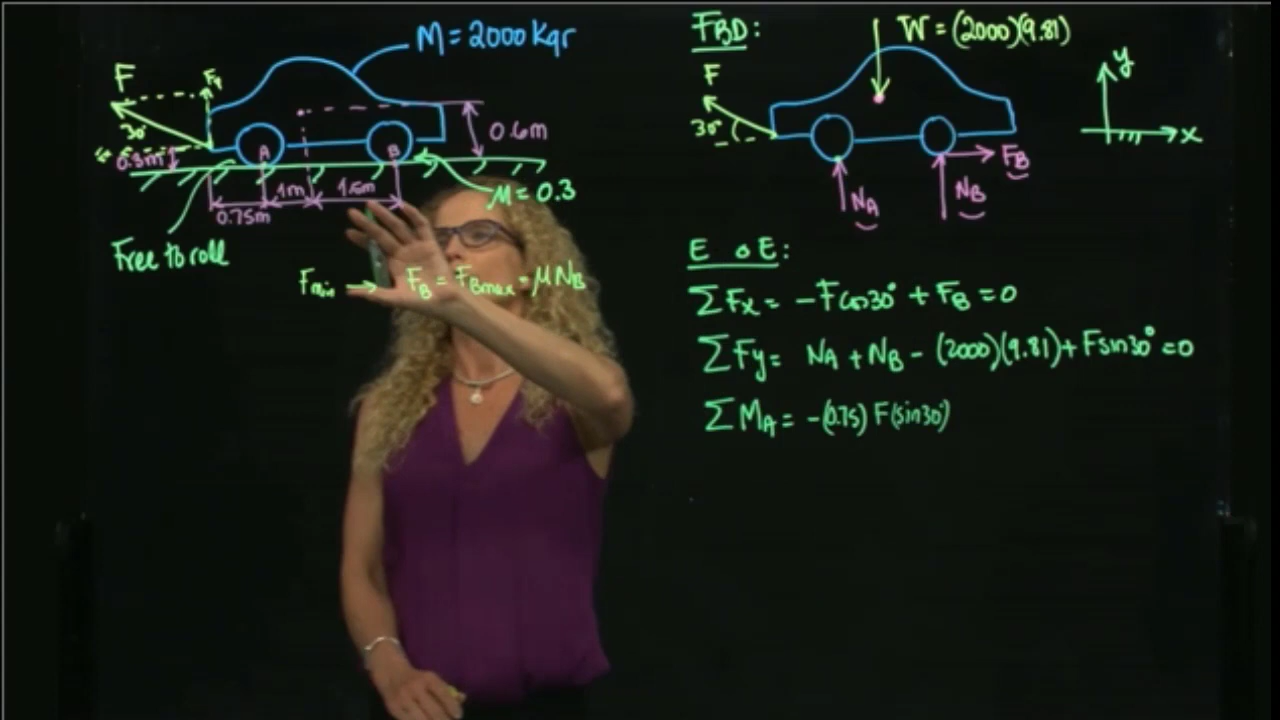 M = 2000 Kgr
F
Fy
30°
0.3m
A
B
0.6m
1m
1.5m
0.75m
M = 0.3
Free to roll
Fmin → FB = FBmax = μNB
FBD:
W = (2000)(9.81)
F
30°
y
x
FB
NA
NB
E o E:
ΣFx = -Fcos30° + FB = 0
ΣFy = NA + NB - (2000)(9.81) + Fsin30° = 0
ΣMA = -(0.75) F(sin30°)